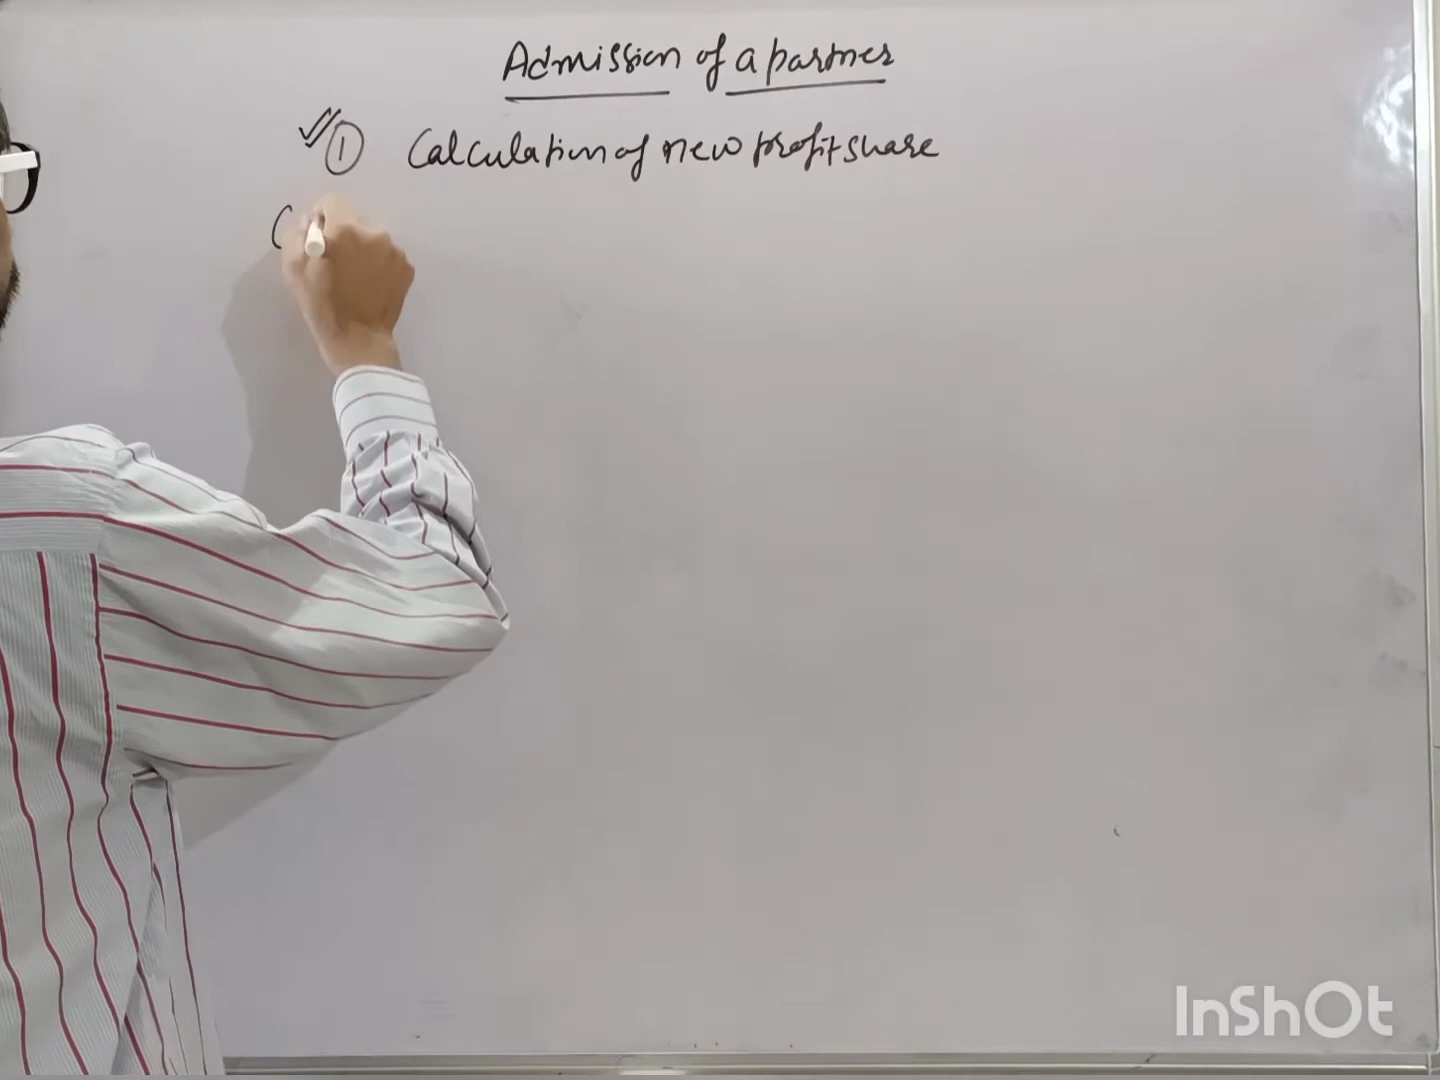 Admission of a partner
① Calculation of new profit share
(
InShOt